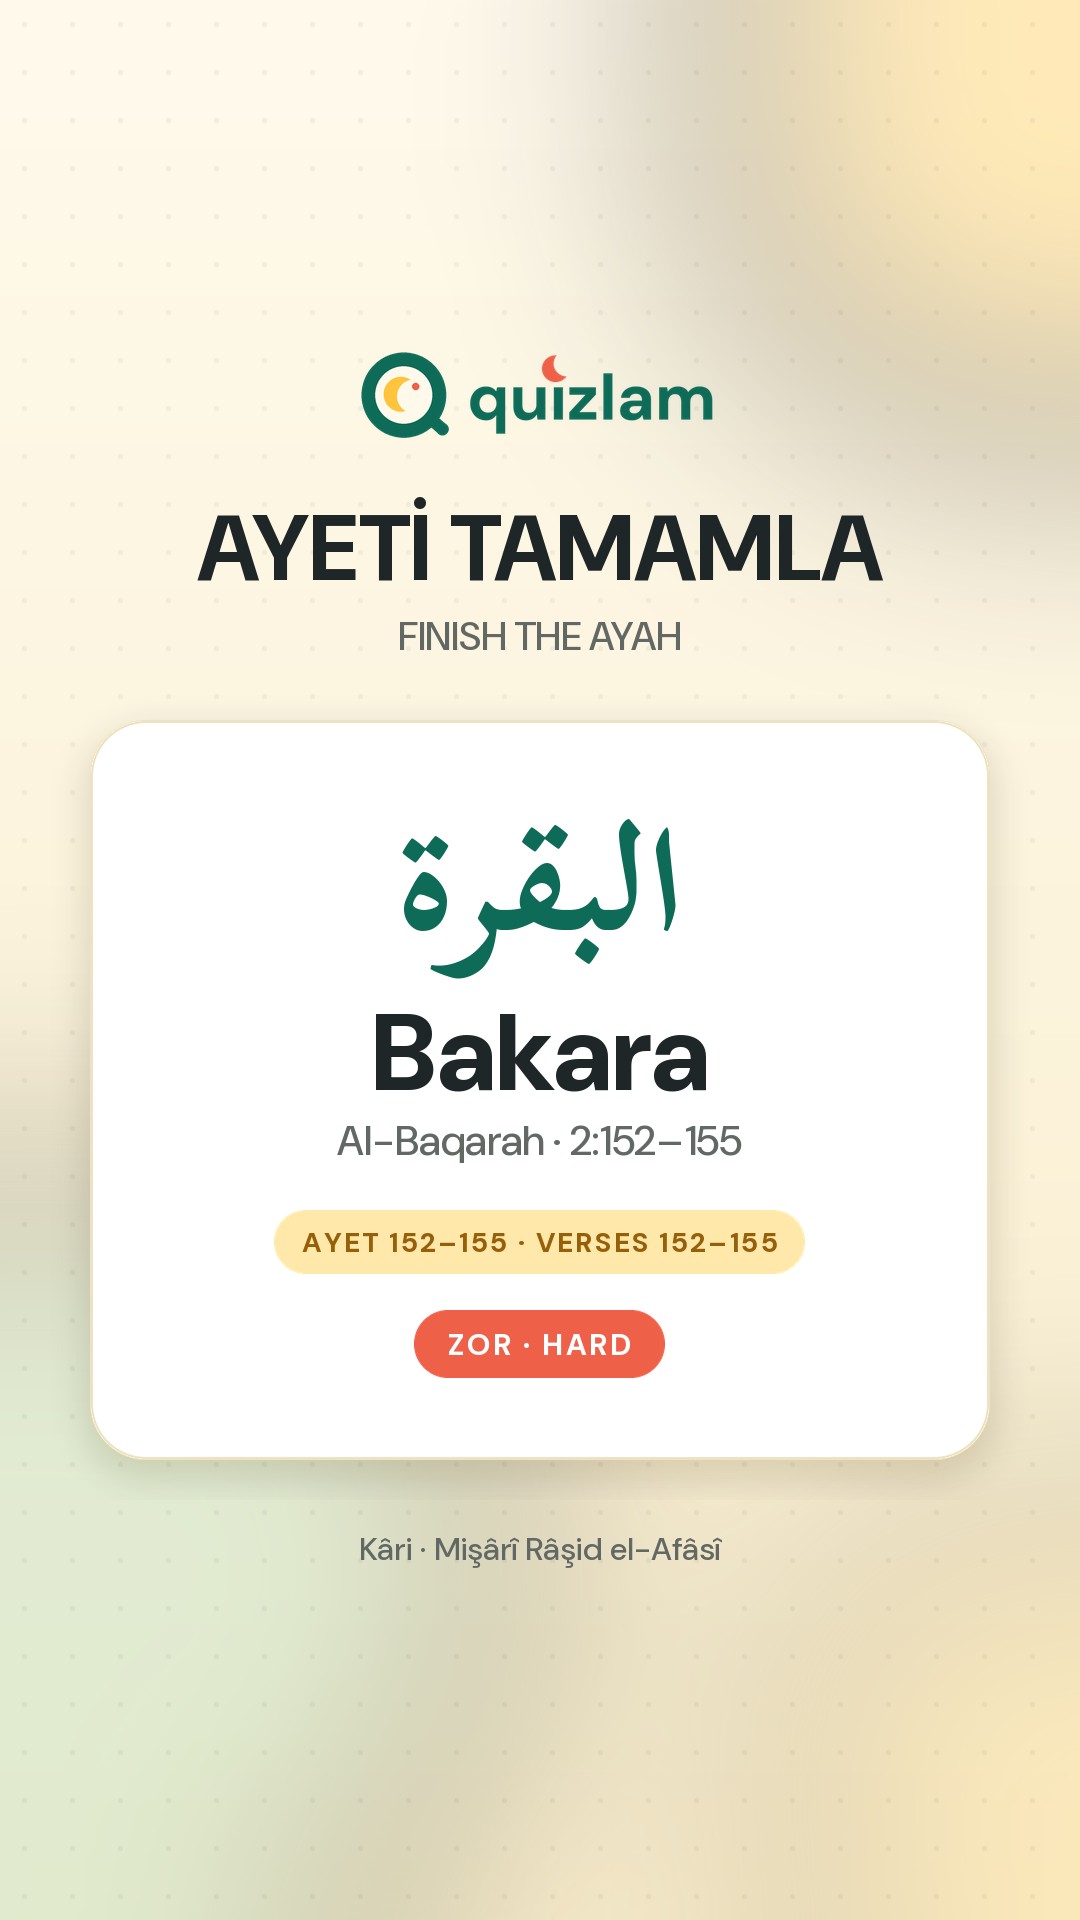 quizlam
AYETİ TAMAMLA
FINISH THE AYAH
البقرة
Bakara
Al-Baqarah · 2:152–155
AYET 152–155 · VERSES 152–155
ZOR · HARD
Kâri · Mişârî Râşid el-Afâsî